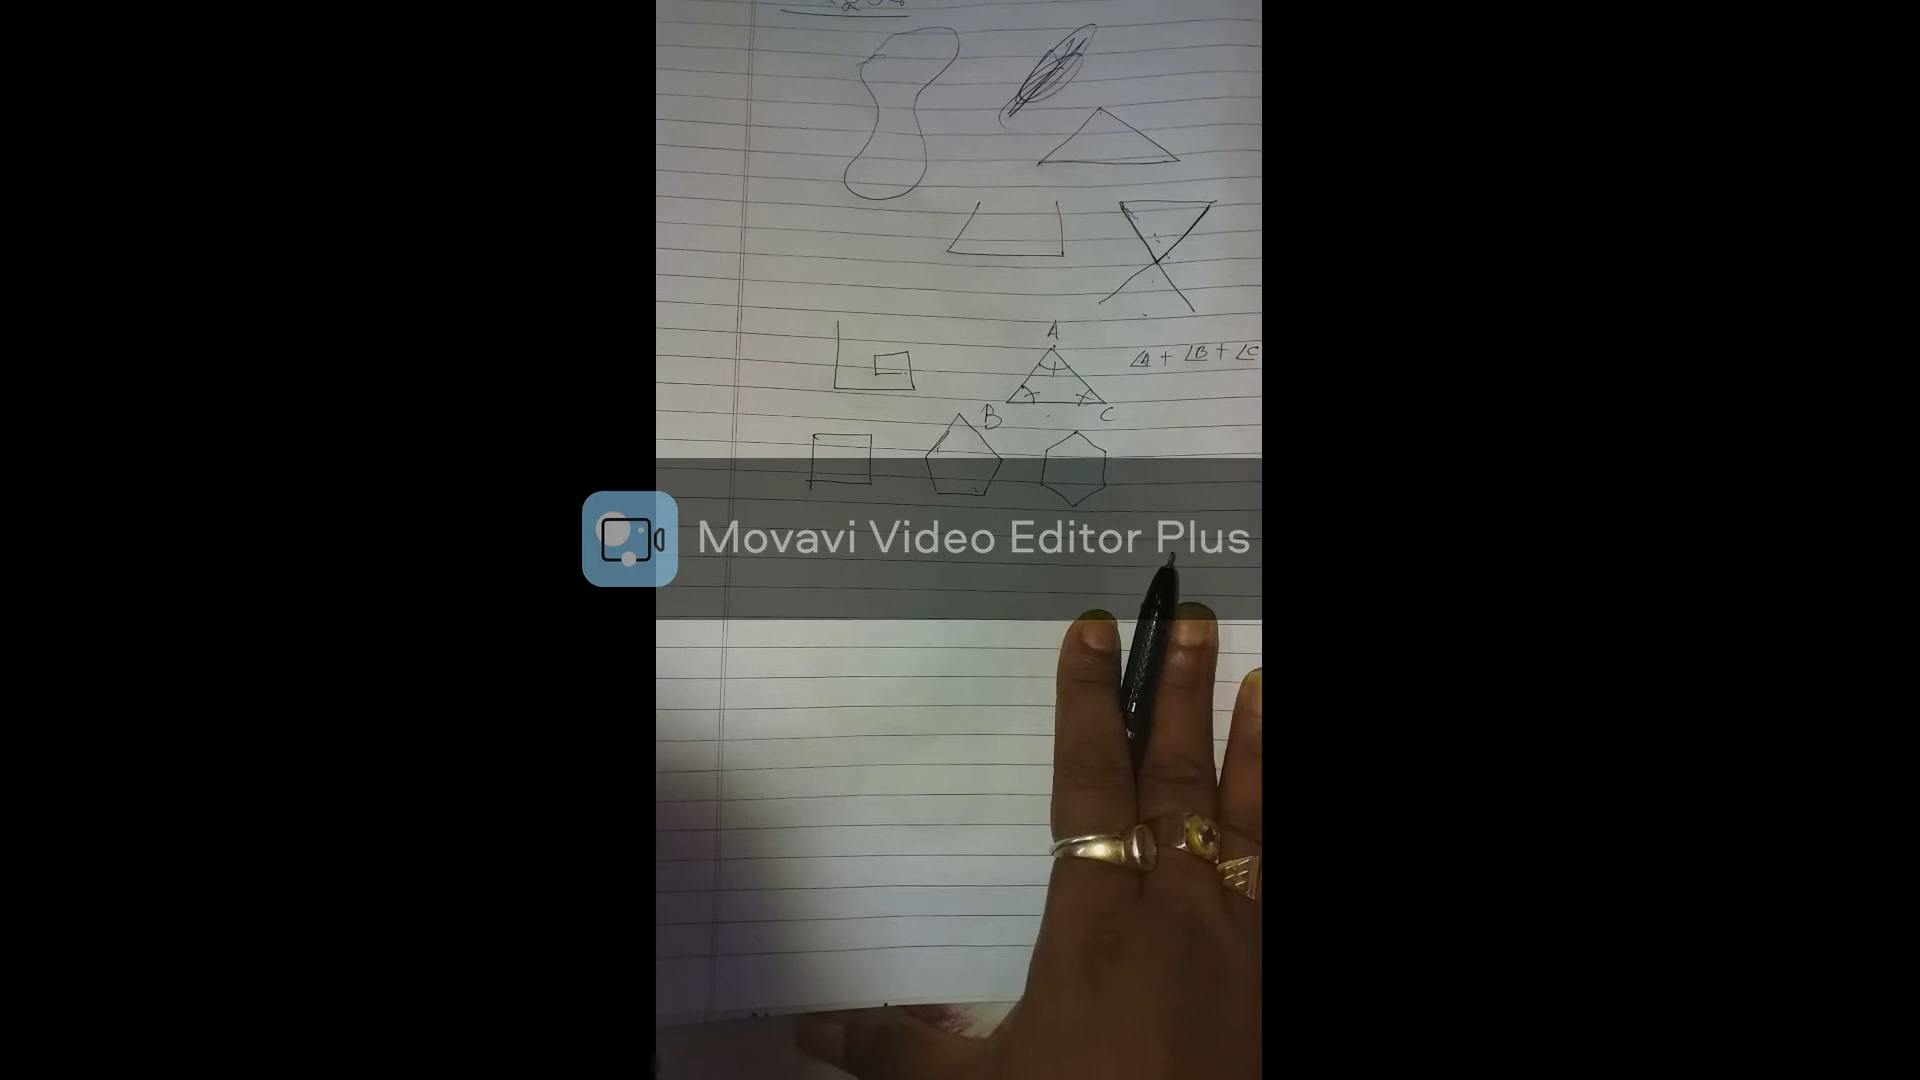 A
∠A + ∠B + ∠C
B C
Movavi Video Editor Plus